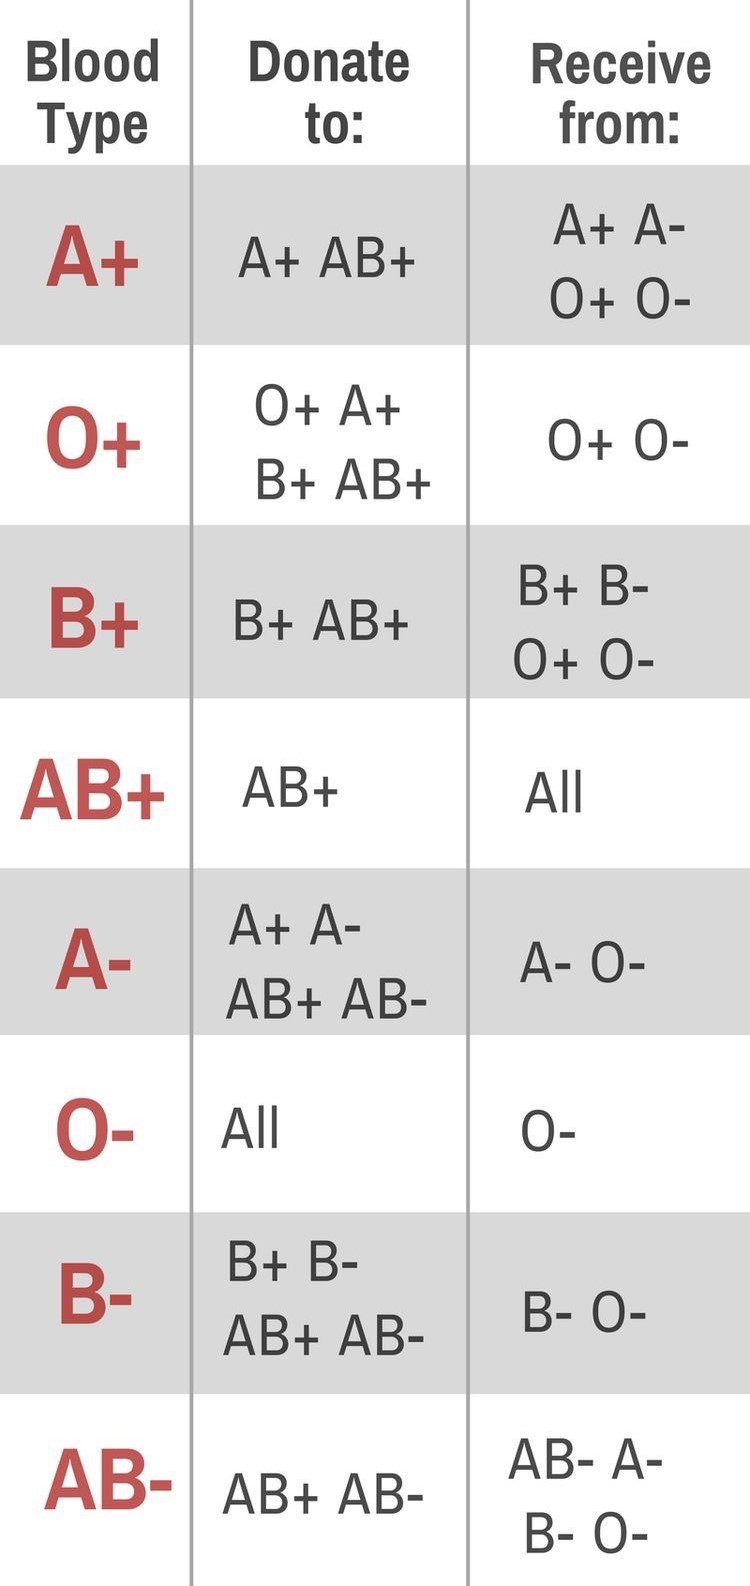 Blood Type
Donate to:
Receive from:
A+
A+ AB+
A+ A-
O+ O-
O+
O+ A+
B+ AB+
O+ O-
B+
B+ AB+
B+ B-
O+ O-
AB+
AB+
All
A-
A+ A-
AB+ AB-
A- O-
O-
All
O-
B-
B+ B-
AB+ AB-
B- O-
AB-
AB+ AB-
AB- A-
B- O-